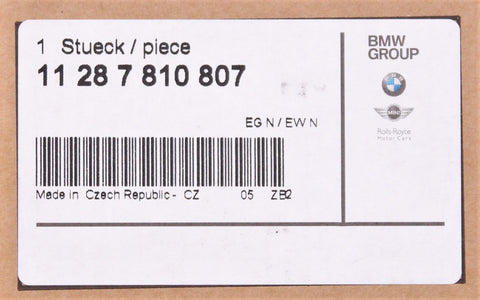 1 Stueck / piece
11 28 7 810 807
EG N / EW N
Made in Czech Republic - CZ 05 ZB2
BMW
GROUP
MINI
Rolls-Royce
Motor Cars